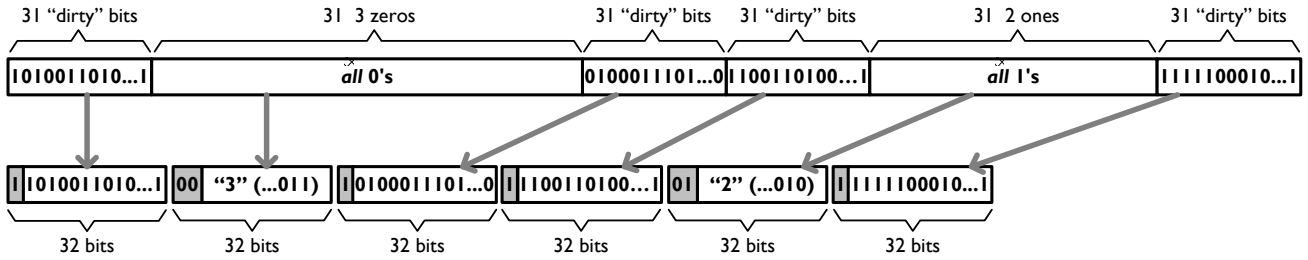 31 “dirty” bits 31 3 zeros 31 “dirty” bits 31 “dirty” bits 31 2 ones 31 “dirty” bits
1010011010...1 all 0's 0100011101...0 1100110100...1 all 1's 1111100010...1
1 1010011010...1 00 “3” (...011) 1 0100011101...0 1 1100110100...1 01 “2” (...010) 1 1111100010...1
32 bits 32 bits 32 bits 32 bits 32 bits 32 bits